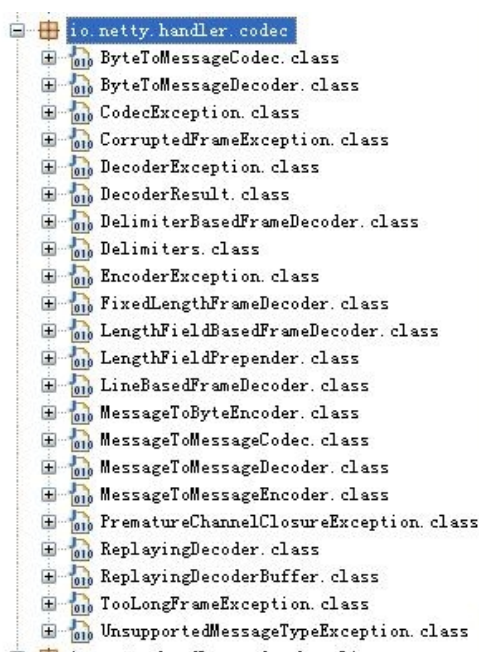 io.netty.handler.codec
ByteToMessageCodec.class
ByteToMessageDecoder.class
CodecException.class
CorruptedFrameException.class
DecoderException.class
DecoderResult.class
DelimiterBasedFrameDecoder.class
Delimiters.class
EncoderException.class
FixedLengthFrameDecoder.class
LengthFieldBasedFrameDecoder.class
LengthFieldPrepender.class
LineBasedFrameDecoder.class
MessageToByteEncoder.class
MessageToMessageCodec.class
MessageToMessageDecoder.class
MessageToMessageEncoder.class
PrematureChannelClosureException.class
ReplayingDecoder.class
ReplayingDecoderBuffer.class
TooLongFrameException.class
UnsupportedMessageTypeException.class